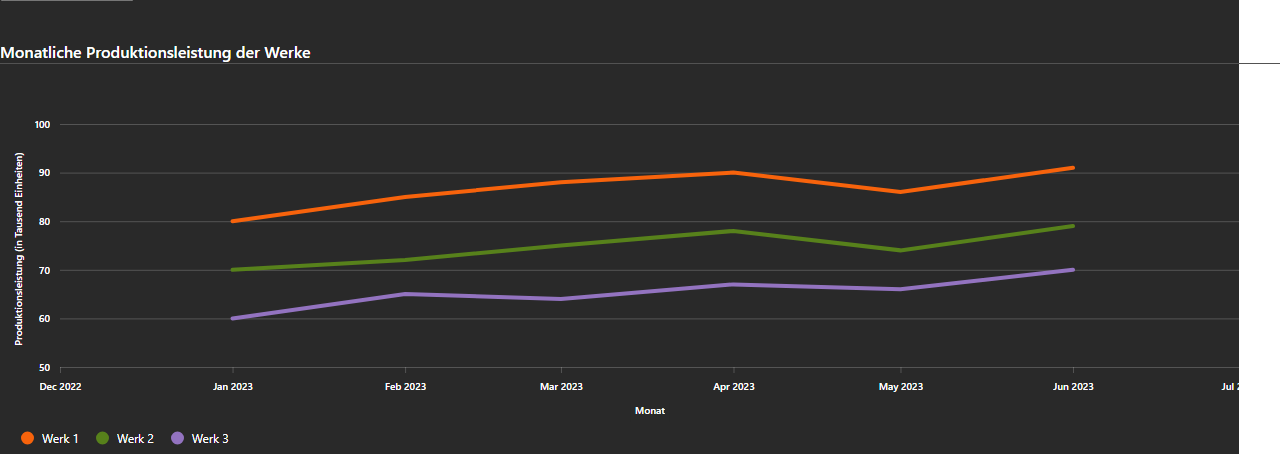 Monatliche Produktionsleistung der Werke
Produktionsleistung (in Tausend Einheiten)
100
90
80
70
60
50
Dec 2022 Jan 2023 Feb 2023 Mar 2023 Apr 2023 May 2023 Jun 2023 Jul
Monat
Werk 1 Werk 2 Werk 3